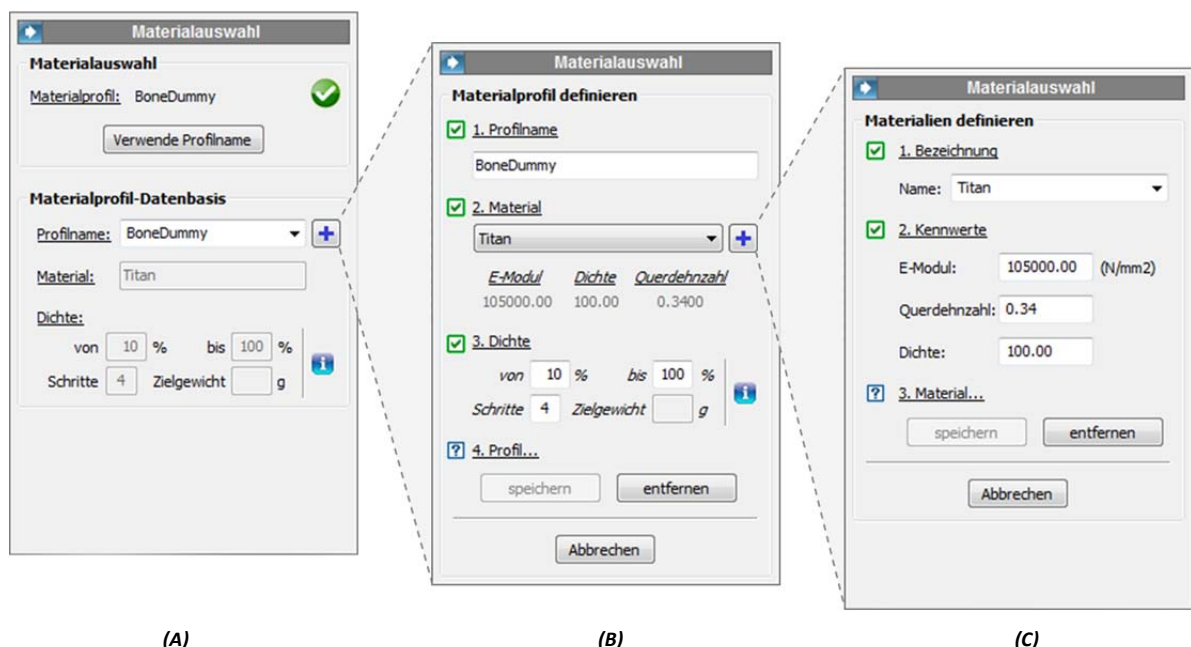 Materialauswahl
Materialauswahl
Materialprofil: BoneDummy
Verwende Profilname
Materialprofil-Datenbasis
Profilname: BoneDummy
Material: Titan
Dichte:
von 10 % bis 100 %
Schritte 4 Zielgewicht g
(A)
Materialauswahl
Materialprofil definieren
1. Profilname
BoneDummy
2. Material
Titan
E-Modul Dichte Querdehnzahl
105000.00 100.00 0.3400
3. Dichte
von 10 % bis 100 %
Schritte 4 Zielgewicht g
4. Profil...
speichern entfernen
Abbrechen
(B)
Materialauswahl
Materialien definieren
1. Bezeichnung
Name: Titan
2. Kennwerte
E-Modul: 105000.00 (N/mm2)
Querdehnzahl: 0.34
Dichte: 100.00
3. Material...
speichern entfernen
Abbrechen
(C)